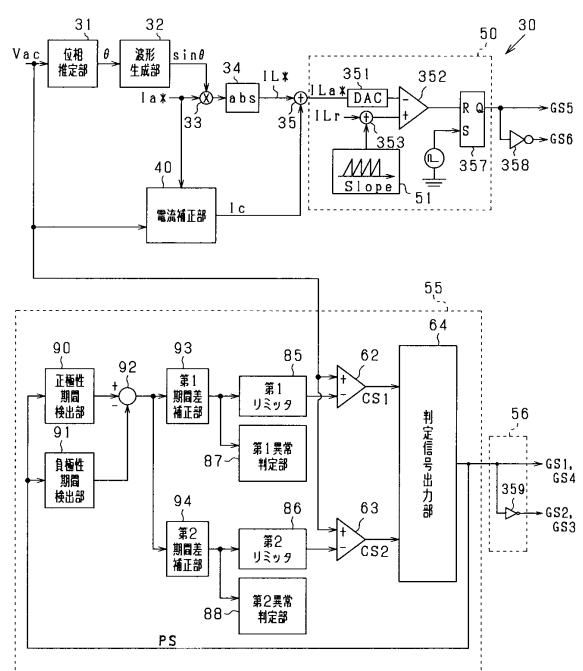 31
32
50
30
Vac
位相
推定部
θ
波形
生成部
sinθ
34
IL*
ILa*
351
352
Ia*
33
abs
35
DAC
R Q
GS5
ILr
353
S
357
358
GS6
40
電流補正部
Ic
Slope
51
55
64
90
正極性
期間
検出部
92
93
第1
期間差
補正部
85
第1
リミッタ
62
CS1
91
負極性
期間
検出部
87
第1異常
判定部
判定信号出力部
56
GS1,
GS4
359
GS2,
GS3
94
第2
期間差
補正部
86
第2
リミッタ
63
CS2
88
第2異常
判定部
PS